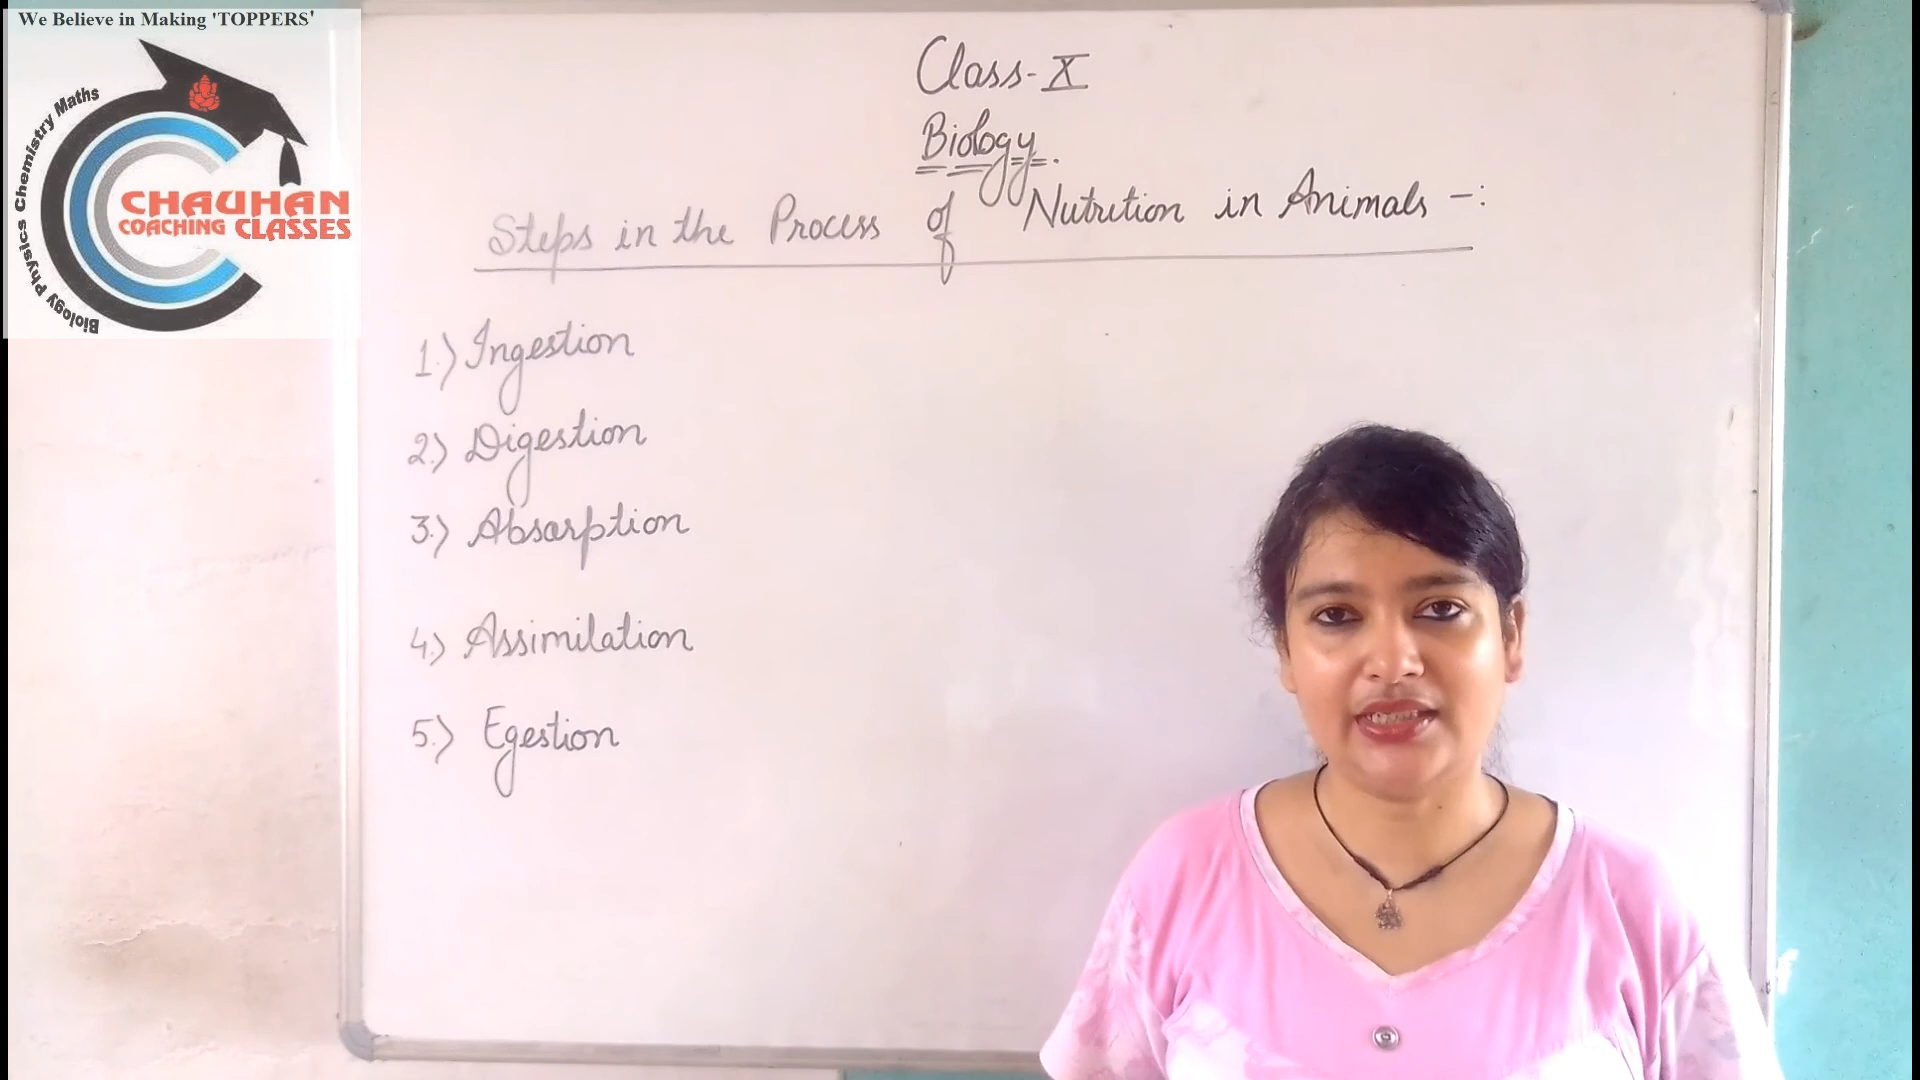 We Believe in Making 'TOPPERS'
Biology Physics Chemistry Maths
CHAUHAN
COACHING CLASSES
Class-X
Biology.
Steps in the Process of Nutrition in Animals -:
1.) Ingestion
2.) Digestion
3.) Absorption
4.) Assimilation
5.) Egestion